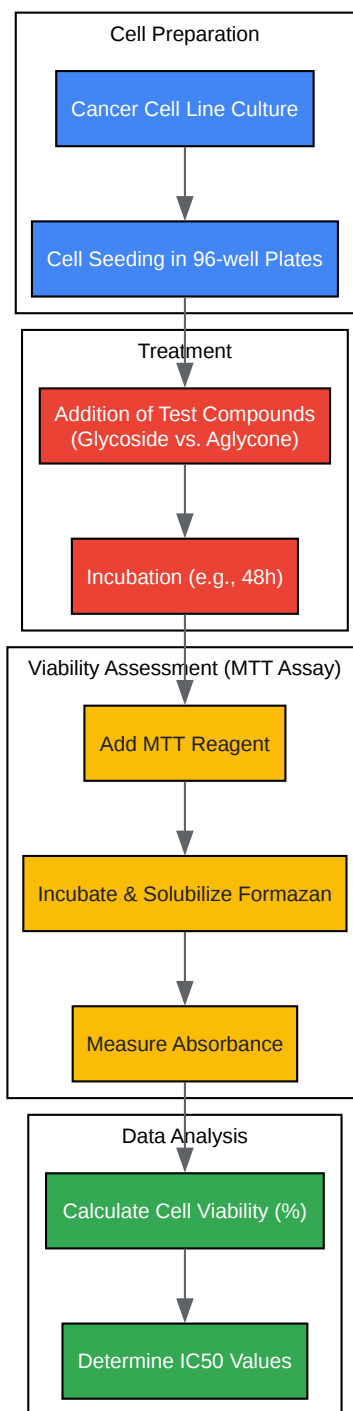 Cell Preparation
Cancer Cell Line Culture
Cell Seeding in 96-well Plates
Treatment
Addition of Test Compounds
(Glycoside vs. Aglycone)
Incubation (e.g., 48h)
Viability Assessment (MTT Assay)
Add MTT Reagent
Incubate & Solubilize Formazan
Measure Absorbance
Data Analysis
Calculate Cell Viability (%)
Determine IC50 Values